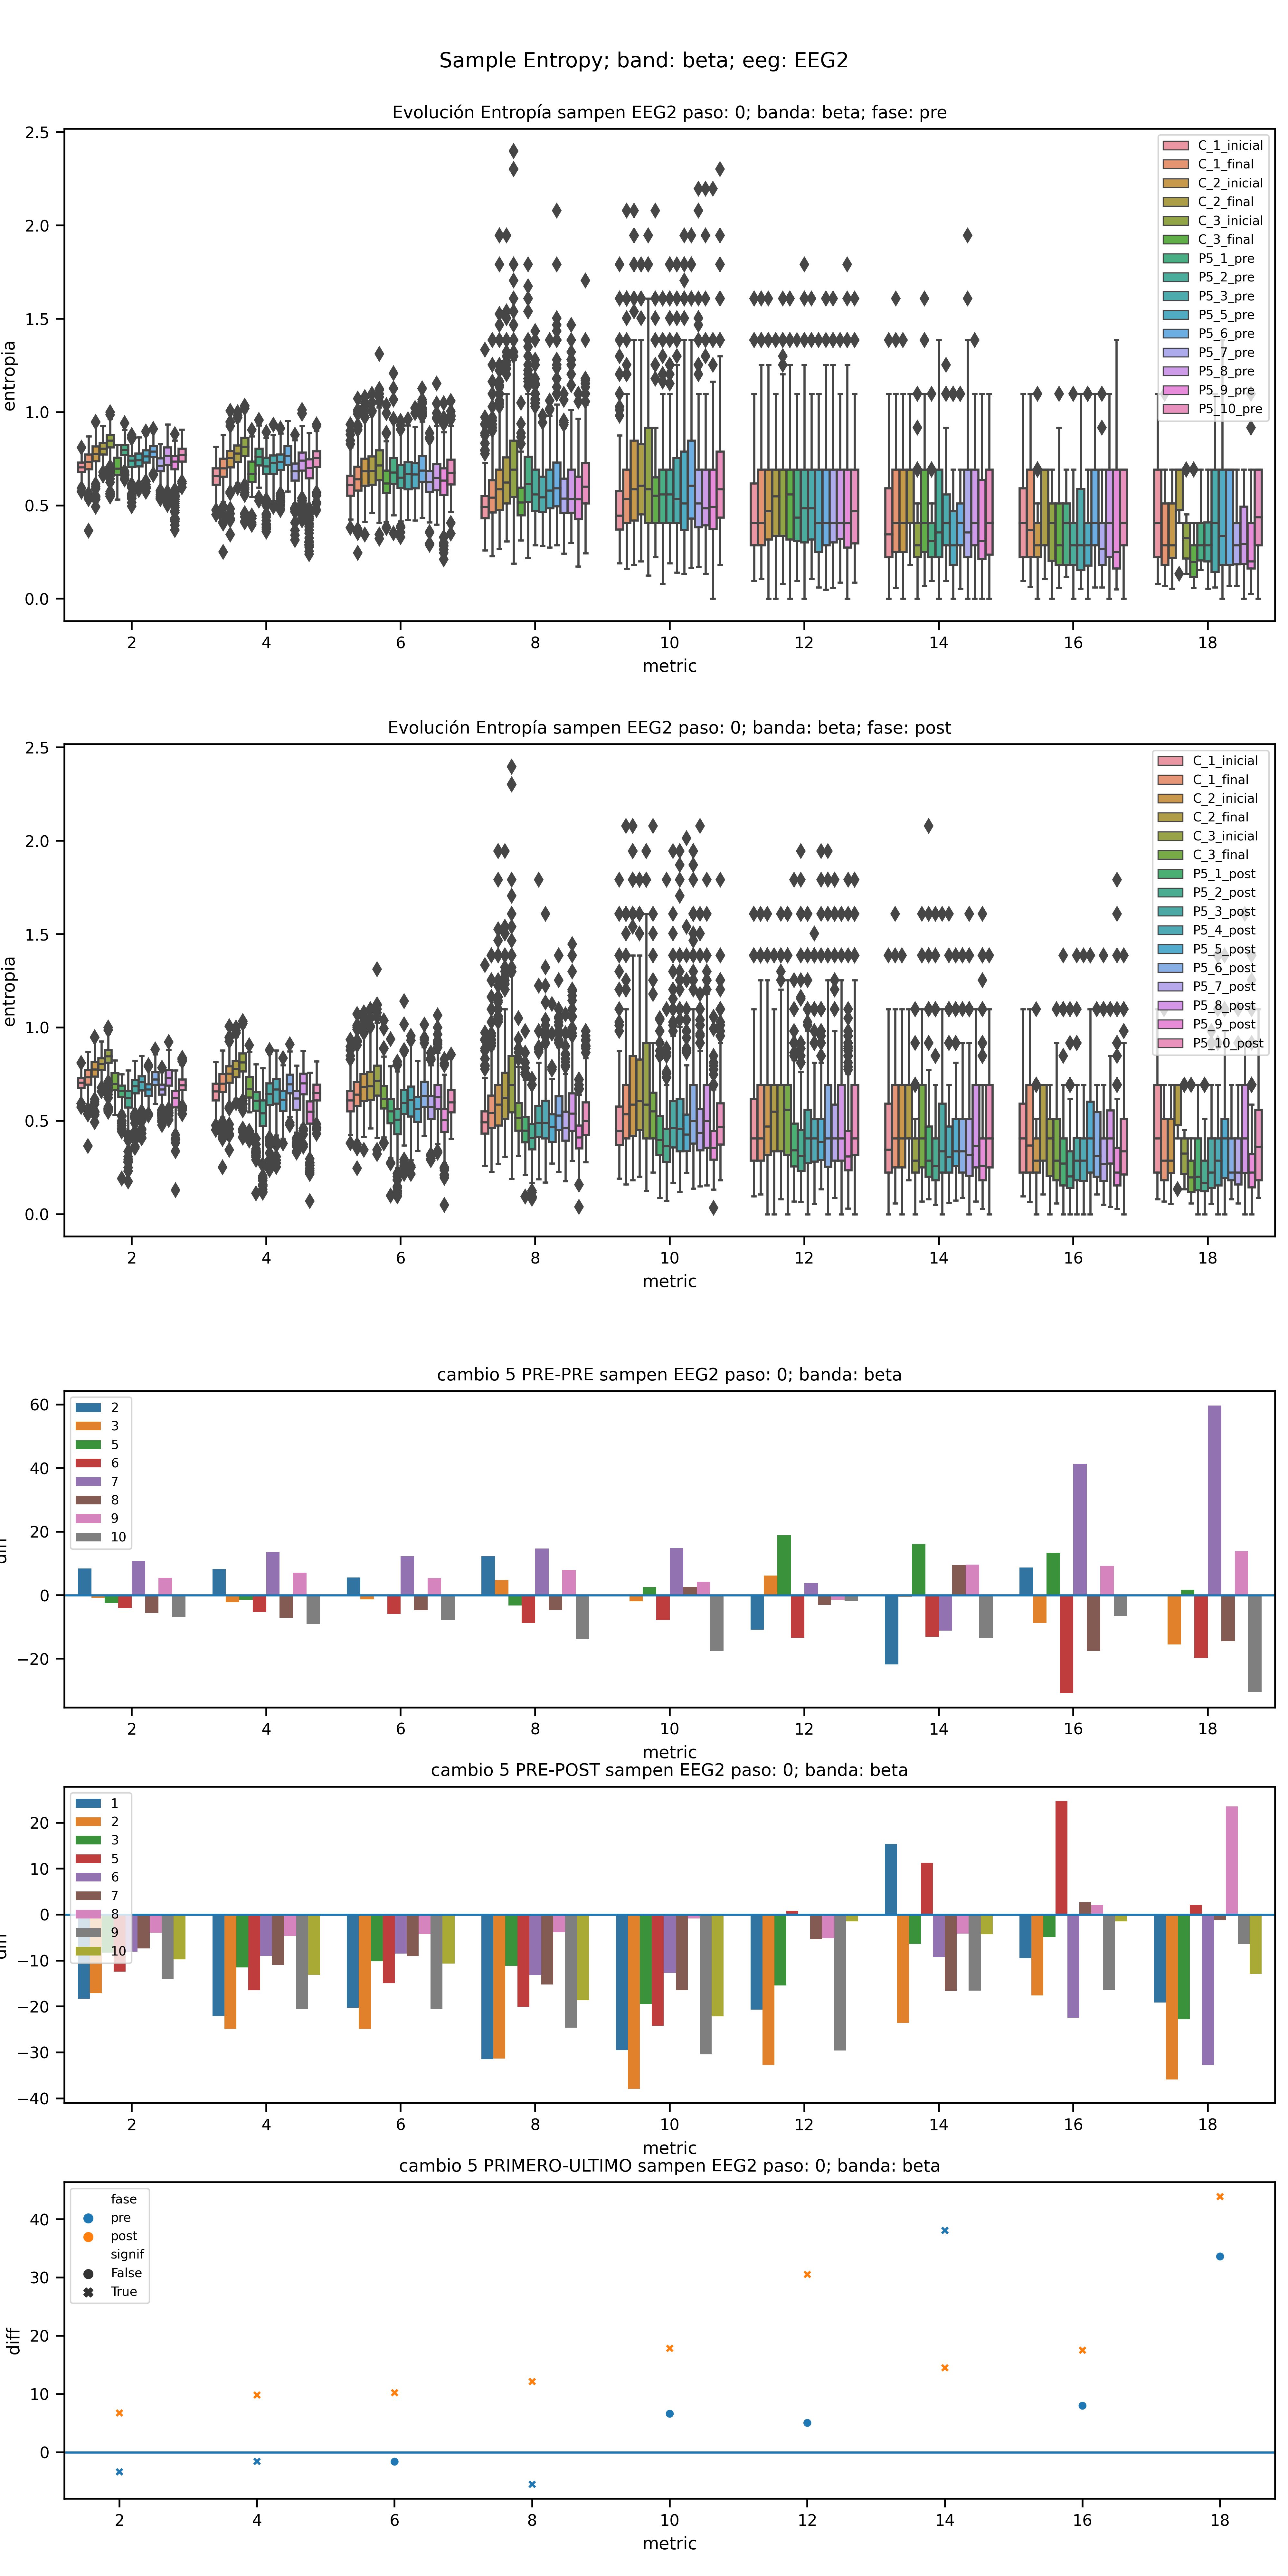 Sample Entropy; band: beta; eeg: EEG2
Evolución Entropía sampen EEG2 paso: 0; banda: beta; fase: pre
entropia
2.5
2.0
1.5
1.0
0.5
0.0
C_1_inicial
C_1_final
C_2_inicial
C_2_final
C_3_inicial
C_3_final
P5_1_pre
P5_2_pre
P5_3_pre
P5_5_pre
P5_6_pre
P5_7_pre
P5_8_pre
P5_9_pre
P5_10_pre
2 4 6 8 10 12 14 16 18
metric
Evolución Entropía sampen EEG2 paso: 0; banda: beta; fase: post
entropia
2.5
2.0
1.5
1.0
0.5
0.0
C_1_inicial
C_1_final
C_2_inicial
C_2_final
C_3_inicial
C_3_final
P5_1_post
P5_2_post
P5_3_post
P5_4_post
P5_5_post
P5_6_post
P5_7_post
P5_8_post
P5_9_post
P5_10_post
2 4 6 8 10 12 14 16 18
metric
cambio 5 PRE-PRE sampen EEG2 paso: 0; banda: beta
60
40
20
0
−20
2
3
5
6
7
8
9
10
2 4 6 8 10 12 14 16 18
metric
cambio 5 PRE-POST sampen EEG2 paso: 0; banda: beta
20
10
0
−10
−20
−30
−40
1
2
3
5
6
7
8
9
10
2 4 6 8 10 12 14 16 18
metric
cambio 5 PRIMERO-ULTIMO sampen EEG2 paso: 0; banda: beta
diff
40
30
20
10
0
fase
pre
post
signif
False
True
2 4 6 8 10 12 14 16 18
metric